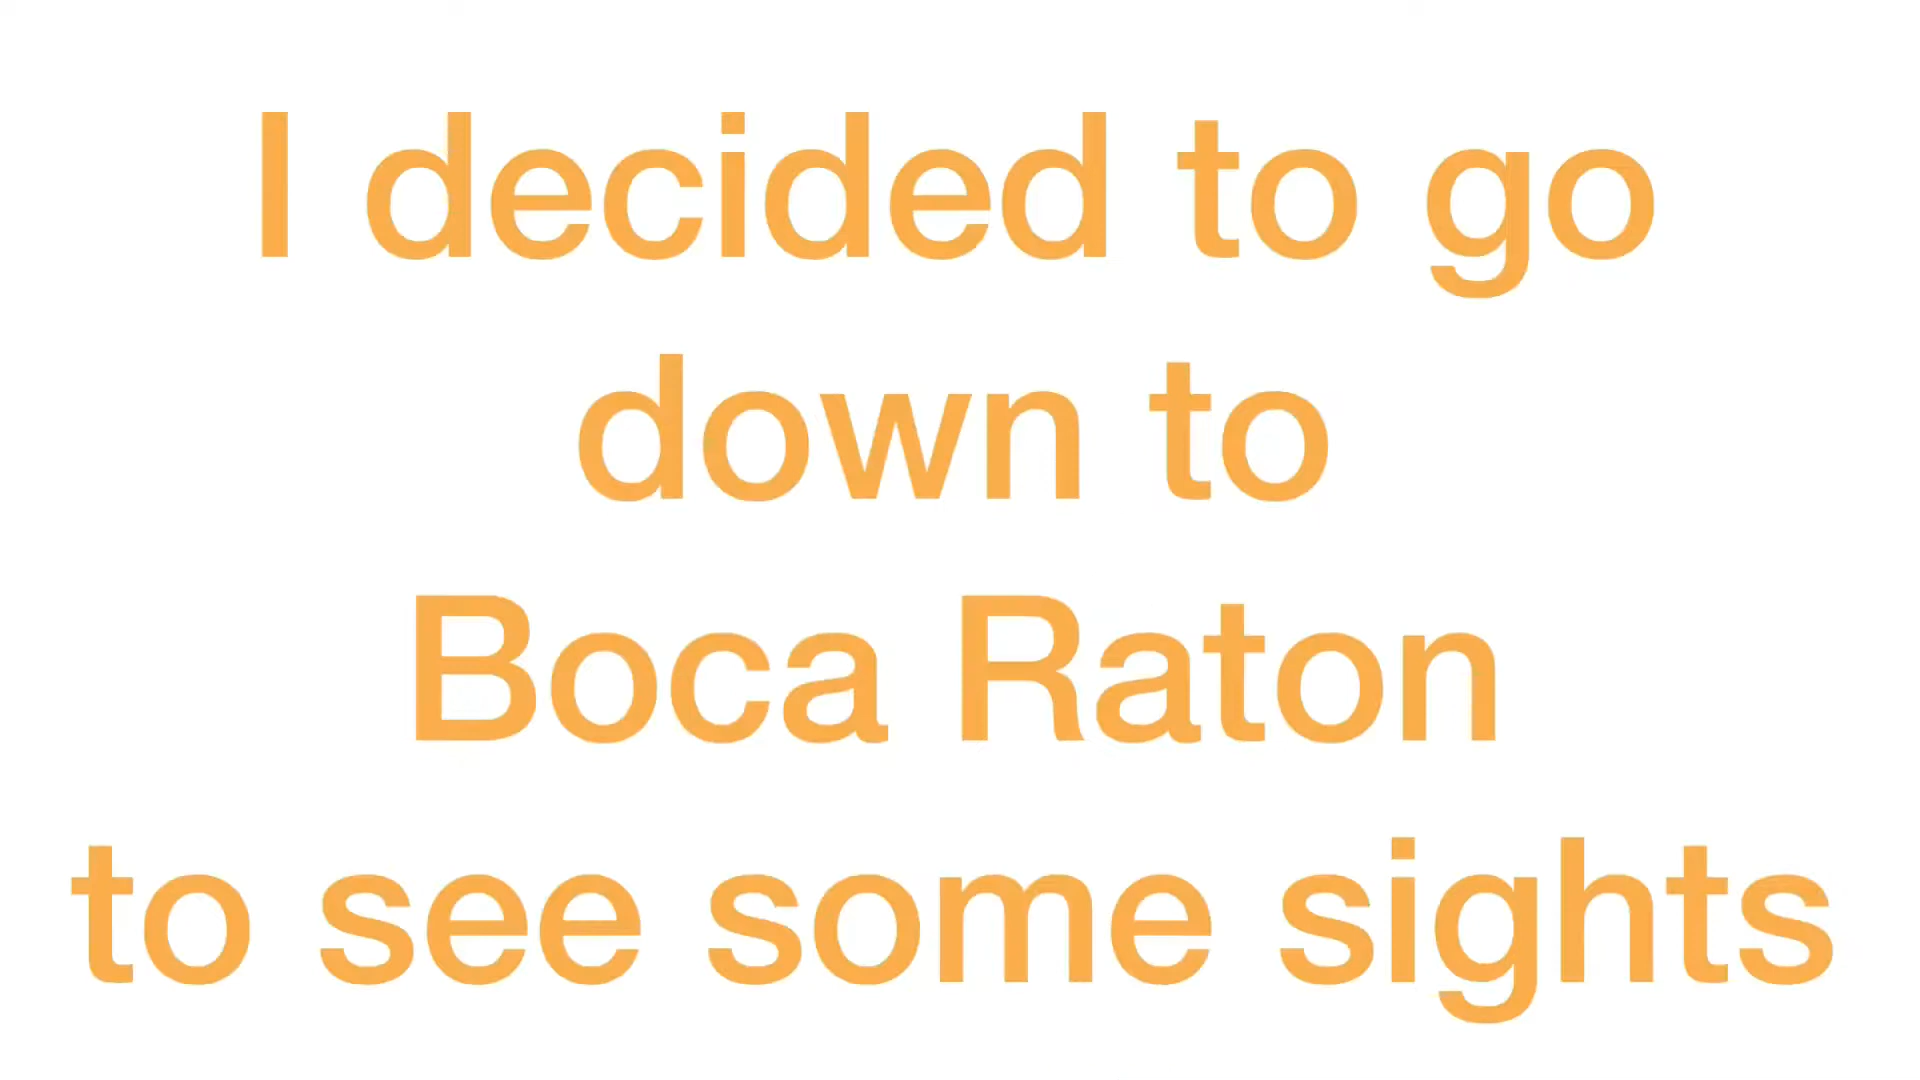 I decided to go
down to
Boca Raton
to see some sights